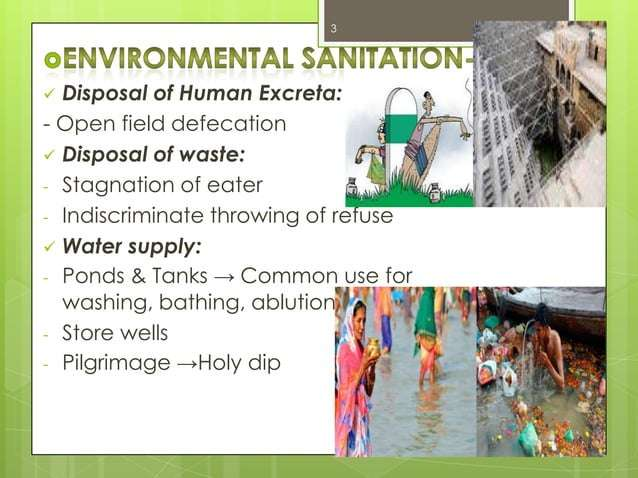 3
ENVIRONMENTAL SANITATION-
✓ Disposal of Human Excreta:
- Open field defecation
✓ Disposal of waste:
- Stagnation of eater
- Indiscriminate throwing of refuse
✓ Water supply:
- Ponds & Tanks → Common use for
washing, bathing, ablution
- Store wells
- Pilgrimage →Holy dip